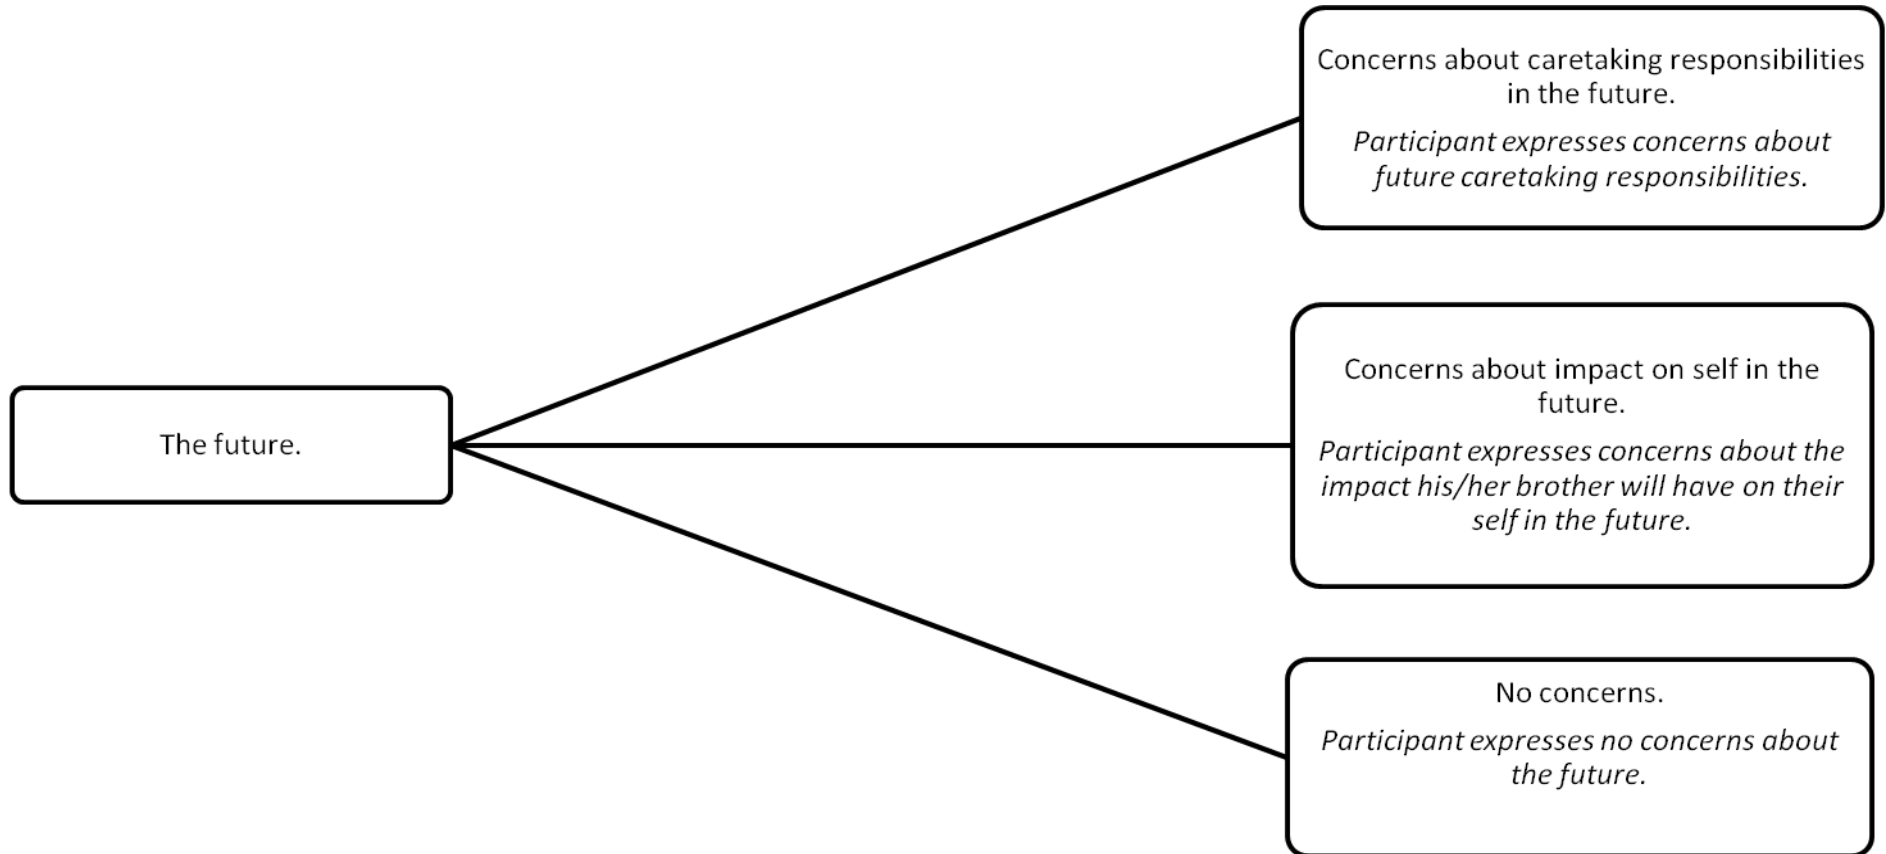 The future.
Concerns about caretaking responsibilities
in the future.
Participant expresses concerns about
future caretaking responsibilities.
Concerns about impact on self in the
future.
Participant expresses concerns about the
impact his/her brother will have on their
self in the future.
No concerns.
Participant expresses no concerns about
the future.